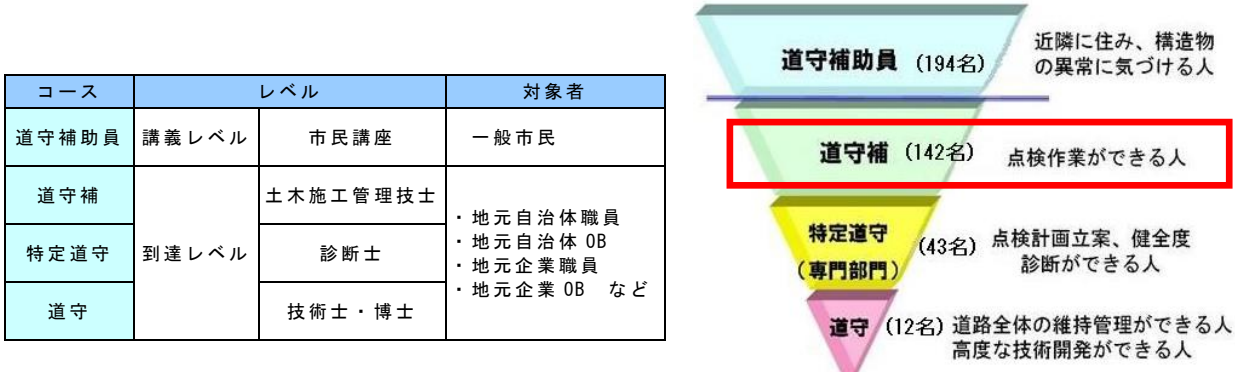 コース レベル 対象者
道守補助員 講義レベル 市民講座 一般市民
道守補 到達レベル 土木施工管理技士
・地元自治体職員
・地元自治体OB
・地元企業職員
・地元企業OB など
特定道守 診断士
道守 技術士・博士
道守補助員 (194名)
近隣に住み、構造物
の異常に気づける人
道守補 (142名) 点検作業ができる人
特定道守
(専門部門)
(43名)
点検計画立案、健全度
診断ができる人
道守 (12名) 道路全体の維持管理ができる人
高度な技術開発ができる人